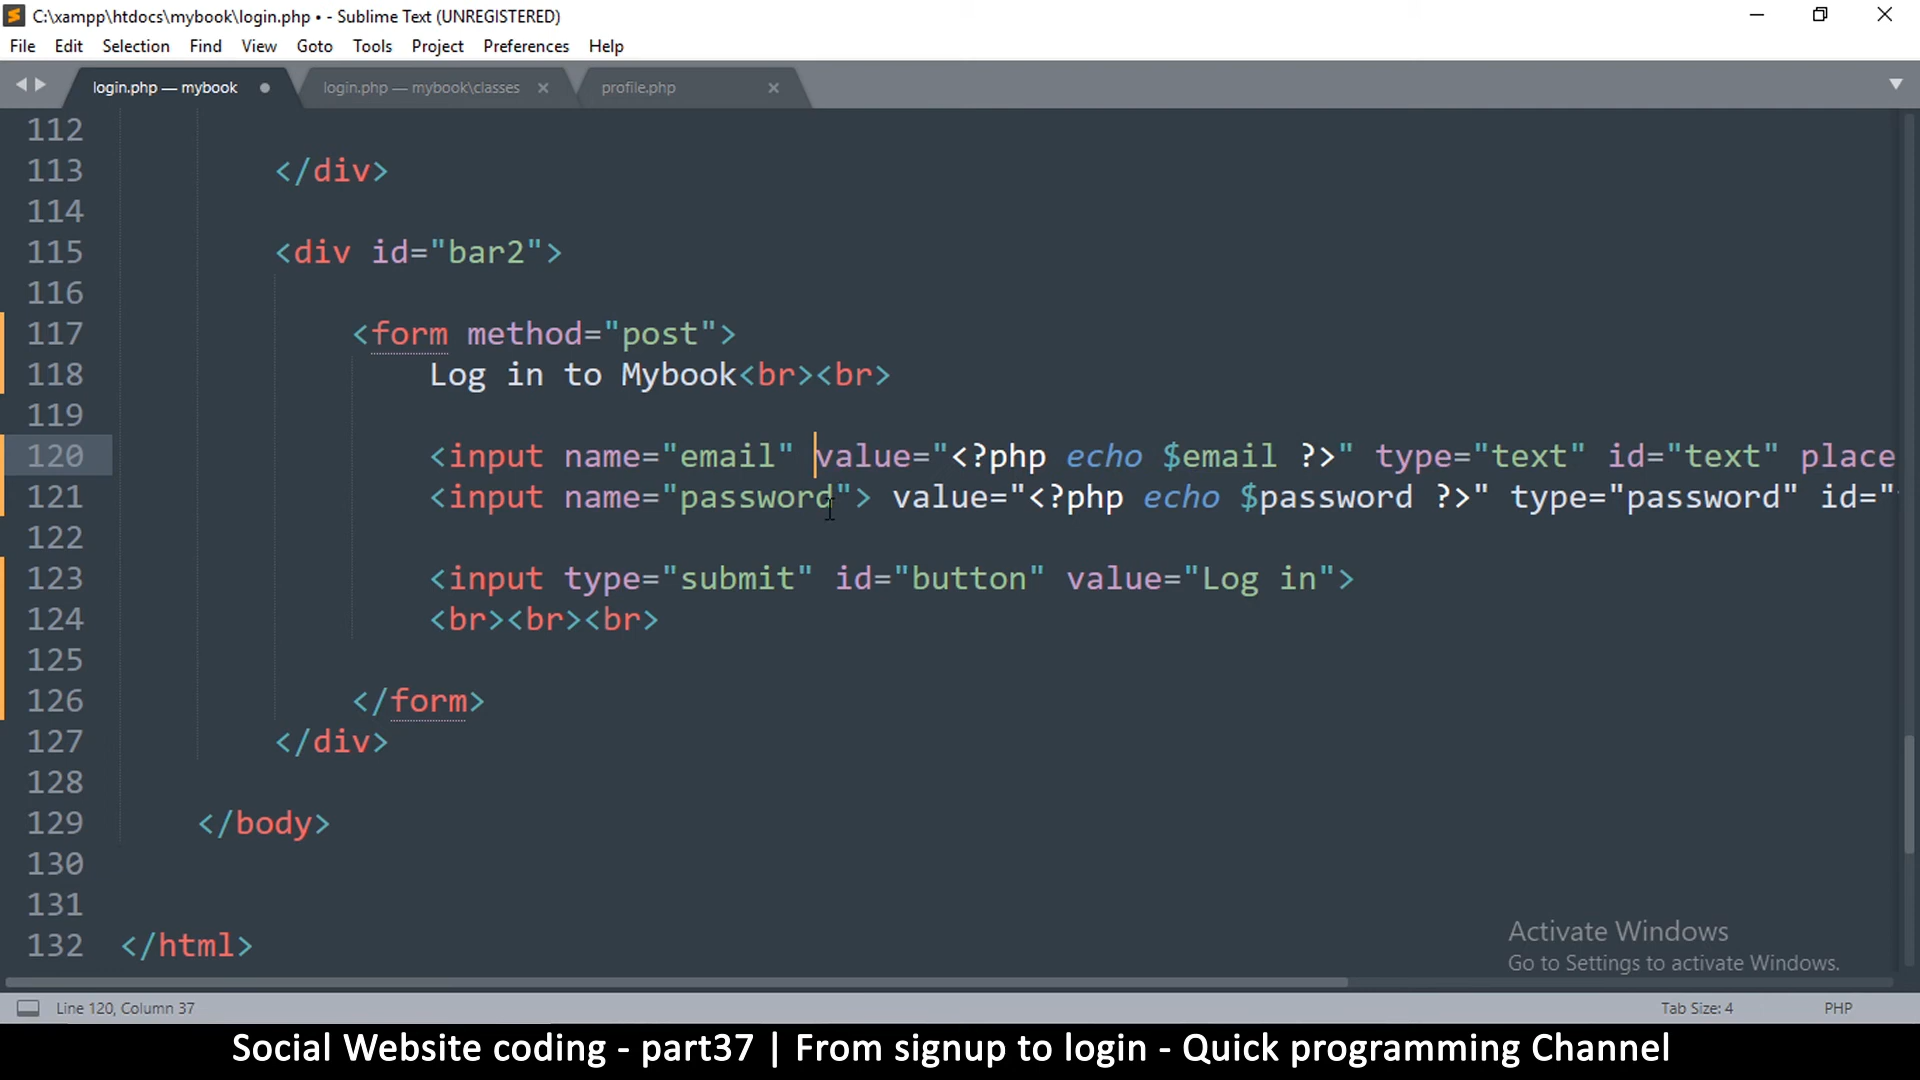 C:\xampp\htdocs\mybook\login.php • - Sublime Text (UNREGISTERED)
File Edit Selection Find View Goto Tools Project Preferences Help
login.php — mybook login.php — mybook\classes profile.php
112
113 </div>
114
115 <div id="bar2">
116
117 <form method="post">
118 Log in to Mybook<br><br>
119
120 <input name="email" value="<?php echo $email ?>" type="text" id="text" place
121 <input name="password"> value="<?php echo $password ?>" type="password" id="
122
123 <input type="submit" id="button" value="Log in">
124 <br><br><br>
125
126 </form>
127 </div>
128
129 </body>
130
131
132 </html>
Activate Windows
Go to Settings to activate Windows.
Line 120, Column 37 Tab Size: 4 PHP
Social Website coding - part37 | From signup to login - Quick programming Channel